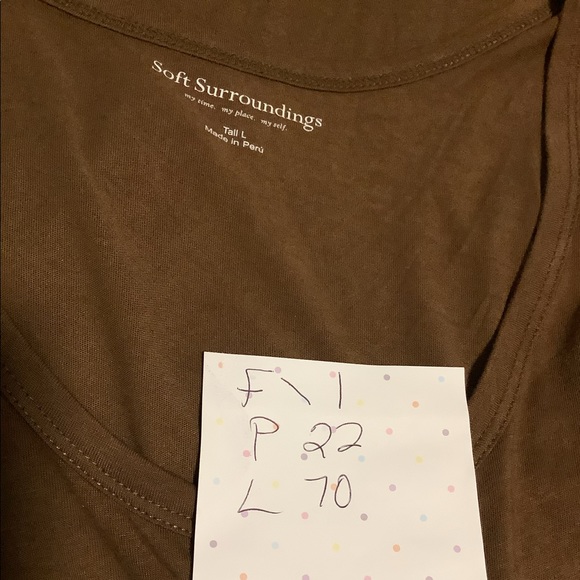 Soft Surroundings
my time. my place. my self.
Tall L
Made in Perú
F \ 1
P 22
L 70